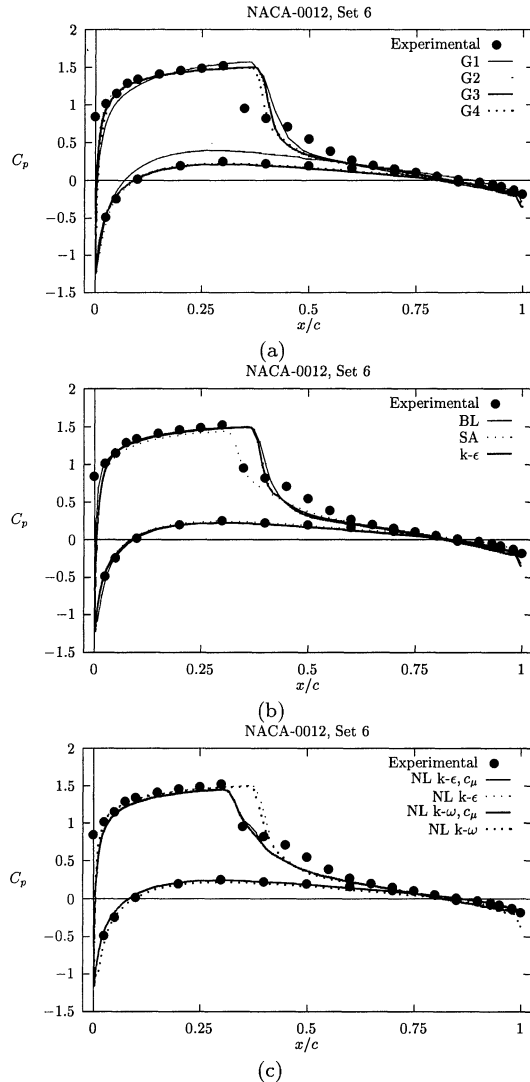 NACA-0012, Set 6
Experimental
G1
G2
G3
G4
2
1.5
1
0.5
0
−0.5
−1
−1.5
C_p
0
0.25
0.5
0.75
1
x/c
(a)
NACA-0012, Set 6
Experimental
BL
SA
k-ϵ
2
1.5
1
0.5
0
−0.5
−1
−1.5
C_p
0
0.25
0.5
0.75
1
x/c
(b)
NACA-0012, Set 6
Experimental
NL k-ϵ, c_μ
NL k-ϵ
NL k-ω, c_μ
NL k-ω
2
1.5
1
0.5
0
−0.5
−1
−1.5
C_p
0
0.25
0.5
0.75
1
x/c
(c)